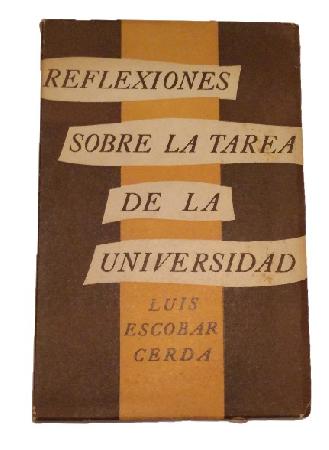 REFLEXIONES
SOBRE LA TAREA
DE LA
UNIVERSIDAD
LUIS
ESCOBAR
CERDA